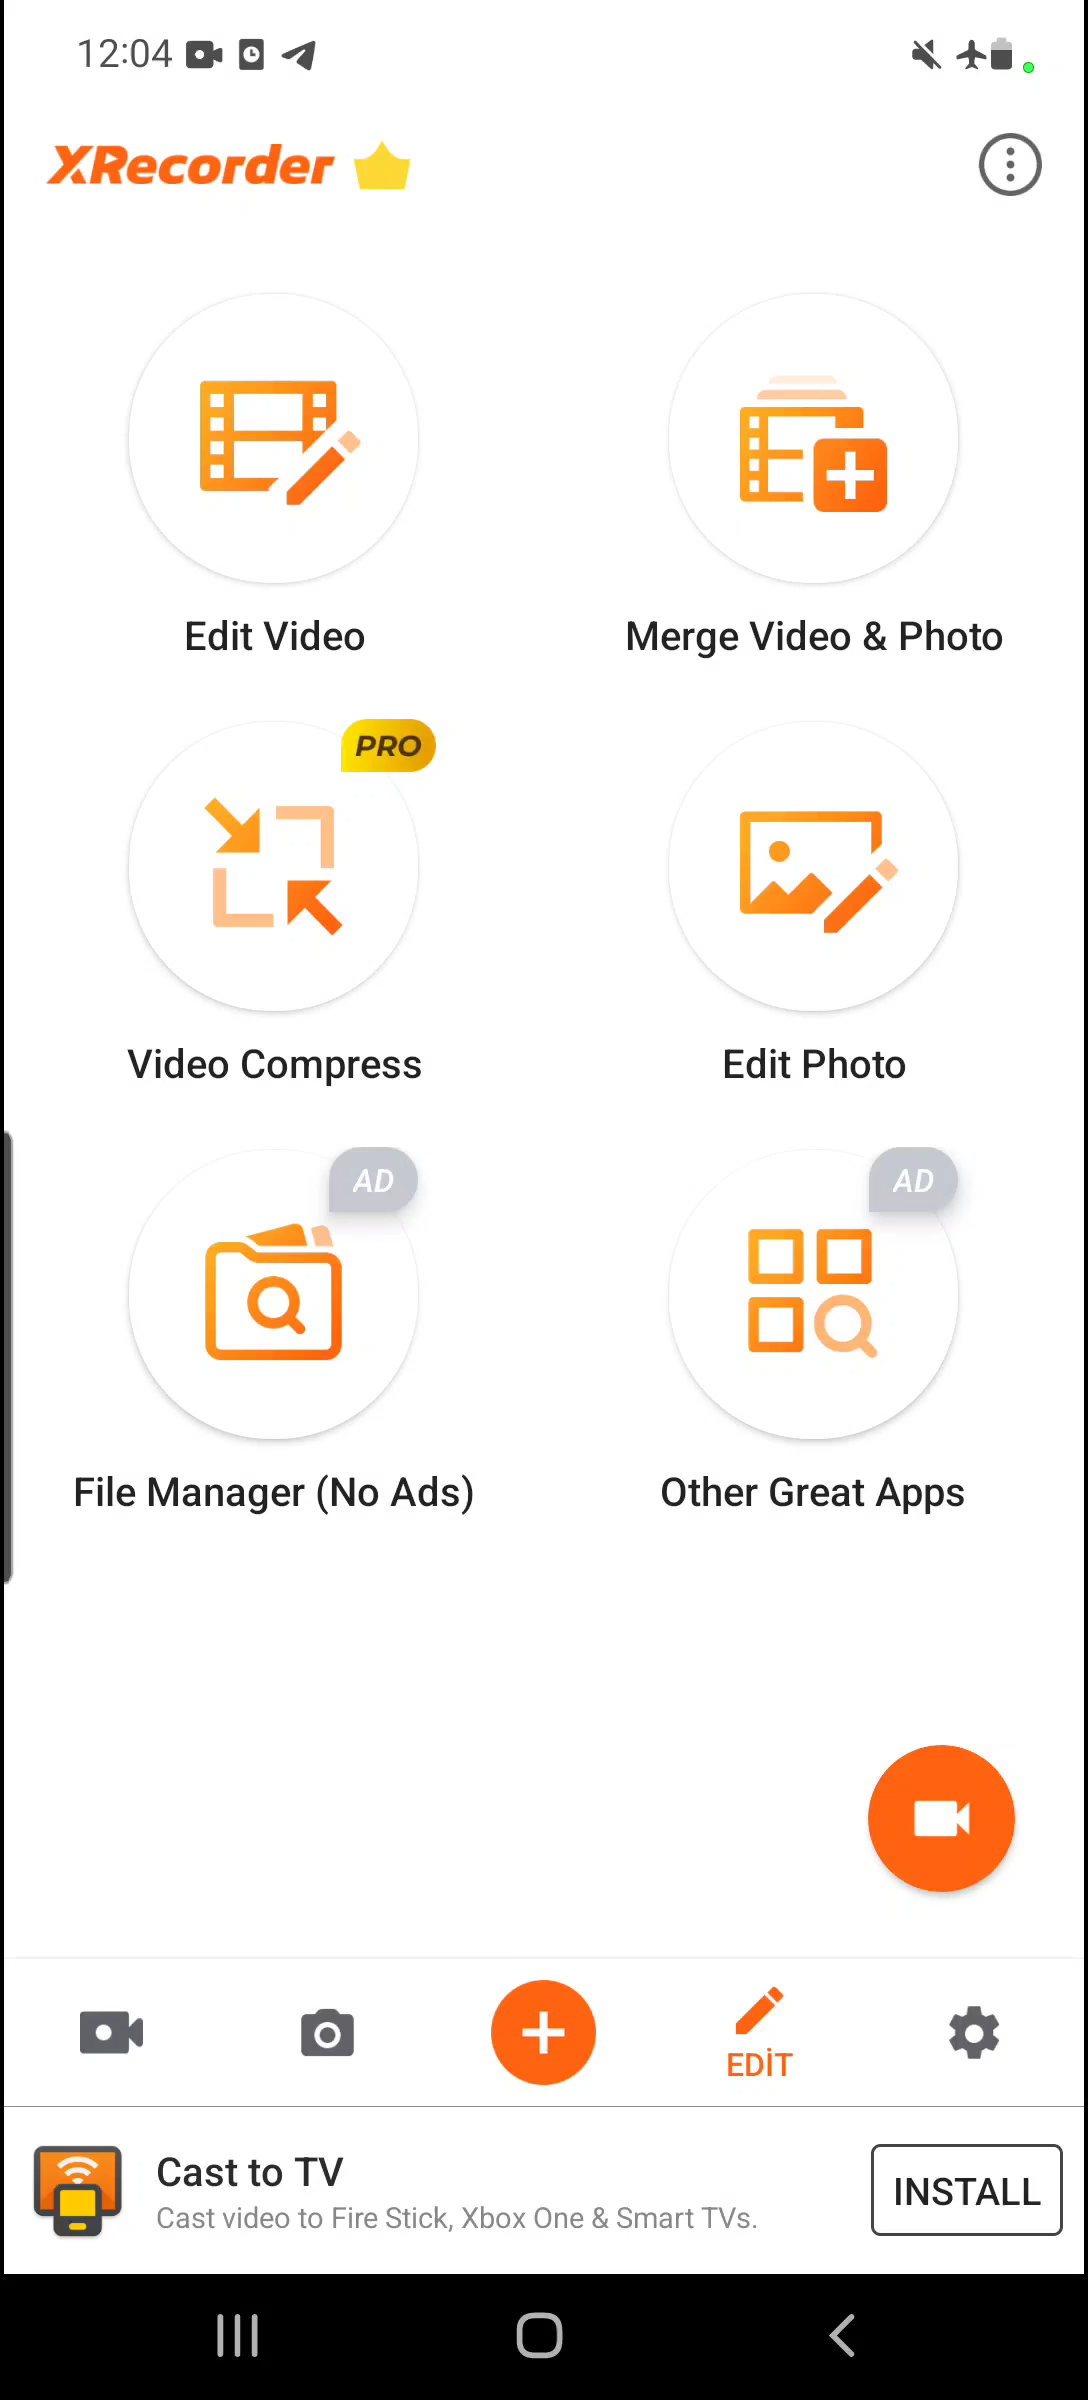 12:04
XRecorder
Edit Video
Merge Video & Photo
PRO
Video Compress
Edit Photo
AD
AD
File Manager (No Ads)
Other Great Apps
EDİT
Cast to TV
Cast video to Fire Stick, Xbox One & Smart TVs.
INSTALL